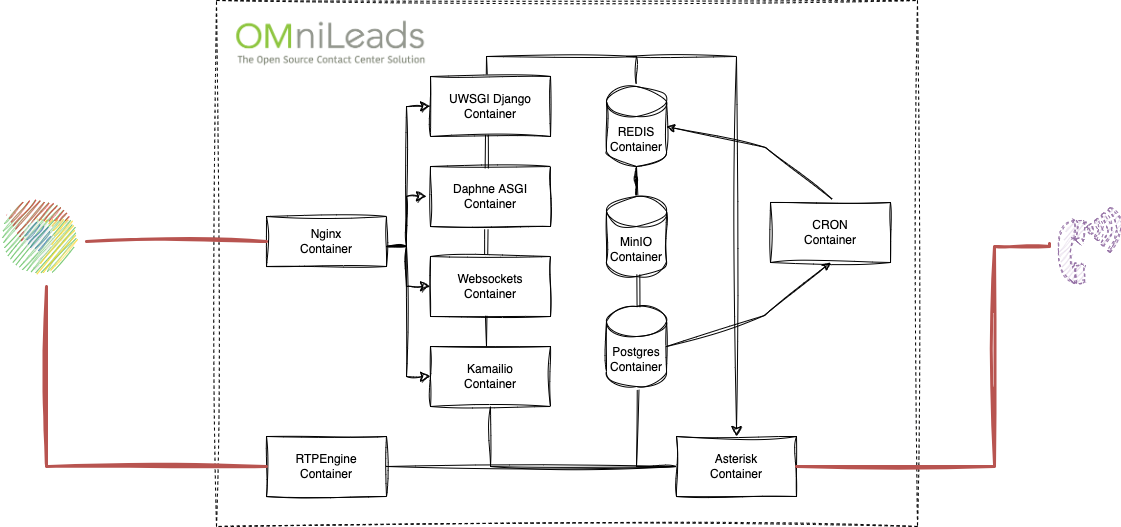 OMniLeads
The Open Source Contact Center Solution
UWSGI Django
Container
Daphne ASGI
Container
Websockets
Container
Kamailio
Container
Nginx
Container
RTPEngine
Container
REDIS
Container
MinIO
Container
Postgres
Container
CRON
Container
Asterisk
Container